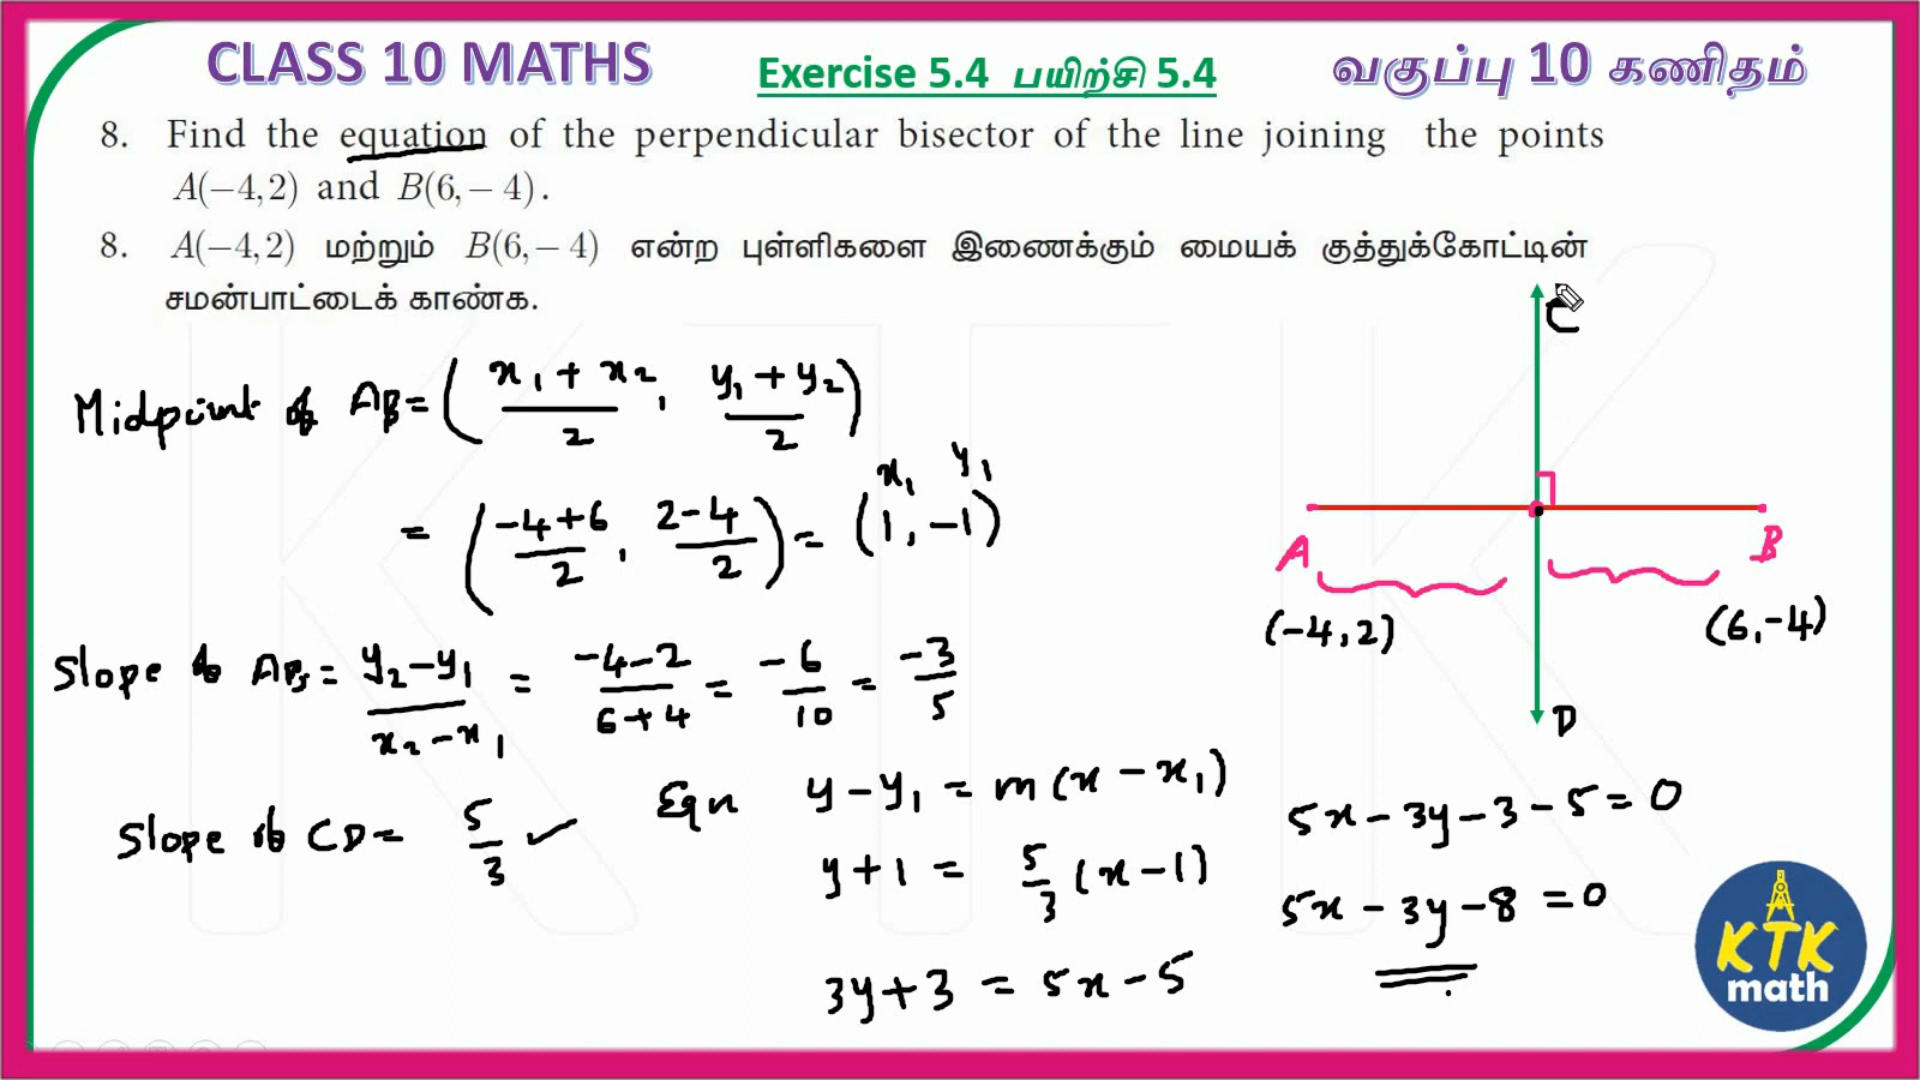 CLASS 10 MATHS
Exercise 5.4 பயிற்சி 5.4
வகுப்பு 10 கணிதம்
8. Find the equation of the perpendicular bisector of the line joining the points
A(−4,2) and B(6,− 4).
8. A(−4,2) மற்றும் B(6,− 4) என்ற புள்ளிகளை இணைக்கும் மையக் குத்துக்கோட்டின்
சமன்பாட்டைக் காண்க.
C
Midpoint of AB = ( x₁ + x₂ / 2 , y₁ + y₂ / 2 )
x₁ y₁
= ( −4+6 / 2 , 2−4 / 2 ) = (1, −1)
A B
(−4,2) (6,−4)
Slope of AB = y₂ − y₁ / x₂ − x₁ = −4−2 / 6+4 = −6 / 10 = −3 / 5
D
Slope of CD = 5 / 3 ✓
Eqn y − y₁ = m(x − x₁)
y + 1 = 5/3 (x − 1)
3y + 3 = 5x − 5
5x − 3y − 3 − 5 = 0
5x − 3y − 8 = 0
KTK
math